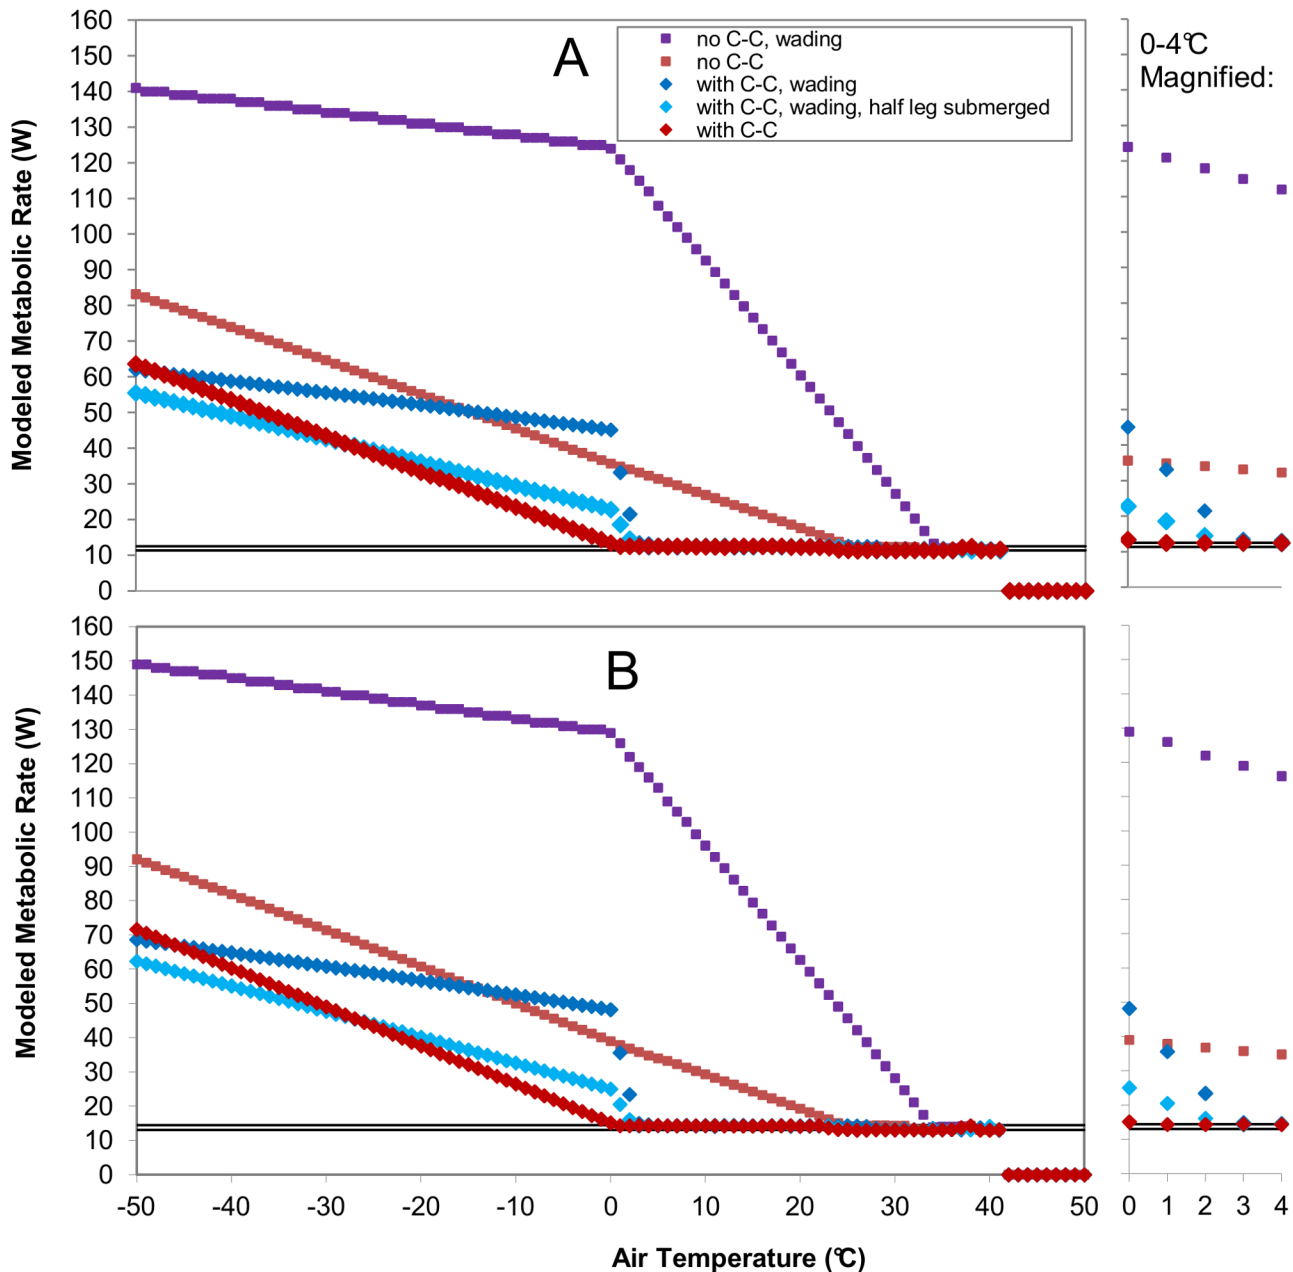 160
150
140
130
120
110
100
90
80
70
60
50
40
30
20
10
0
Modeled Metabolic Rate (W)
A
no C-C, wading
no C-C
with C-C, wading
with C-C, wading, half leg submerged
with C-C
0-4°C
Magnified:
160
150
140
130
120
110
100
90
80
70
60
50
40
30
20
10
0
Modeled Metabolic Rate (W)
B
-50 -40 -30 -20 -10 0 10 20 30 40 50
0 1 2 3 4
Air Temperature (°C)